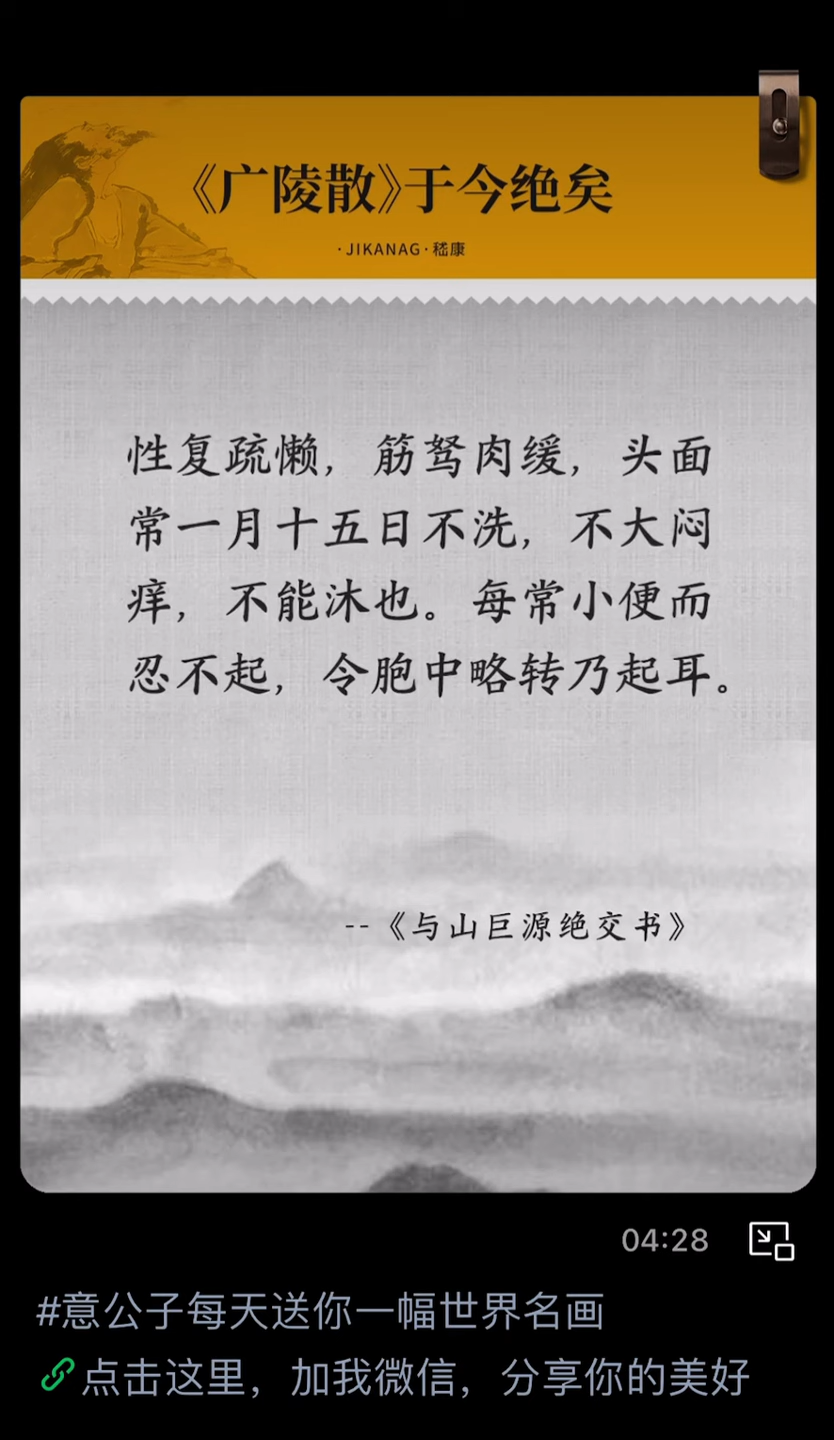 《广陵散》于今绝矣
·JIKANAG·嵇康
性复疏懒，筋驽肉缓，头面
常一月十五日不洗，不大闷
痒，不能沐也。每常小便而
忍不起，令胞中略转乃起耳。
--《与山巨源绝交书》
04:28
#意公子每天送你一幅世界名画
点击这里，加我微信，分享你的美好